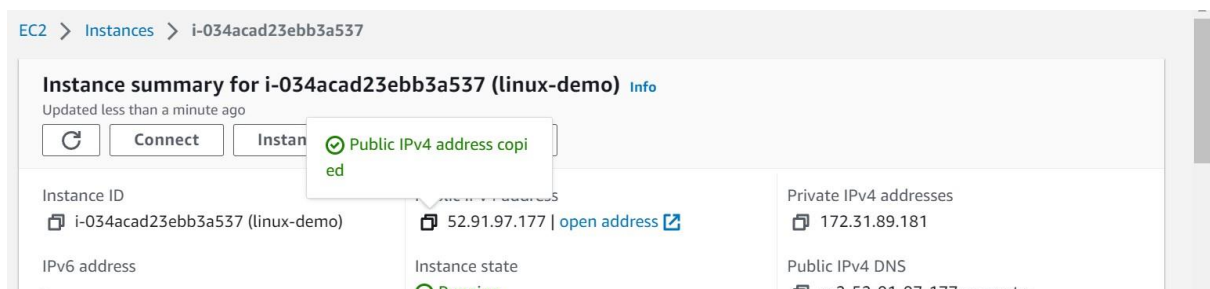 EC2 > Instances > i-034acad23ebb3a537
Instance summary for i-034acad23ebb3a537 (linux-demo) Info
Updated less than a minute ago
Connect Instan
Public IPv4 address copi
ed
Instance ID
i-034acad23ebb3a537 (linux-demo)
address
52.91.97.177 | open address
Private IPv4 addresses
172.31.89.181
IPv6 address
Instance state
Public IPv4 DNS